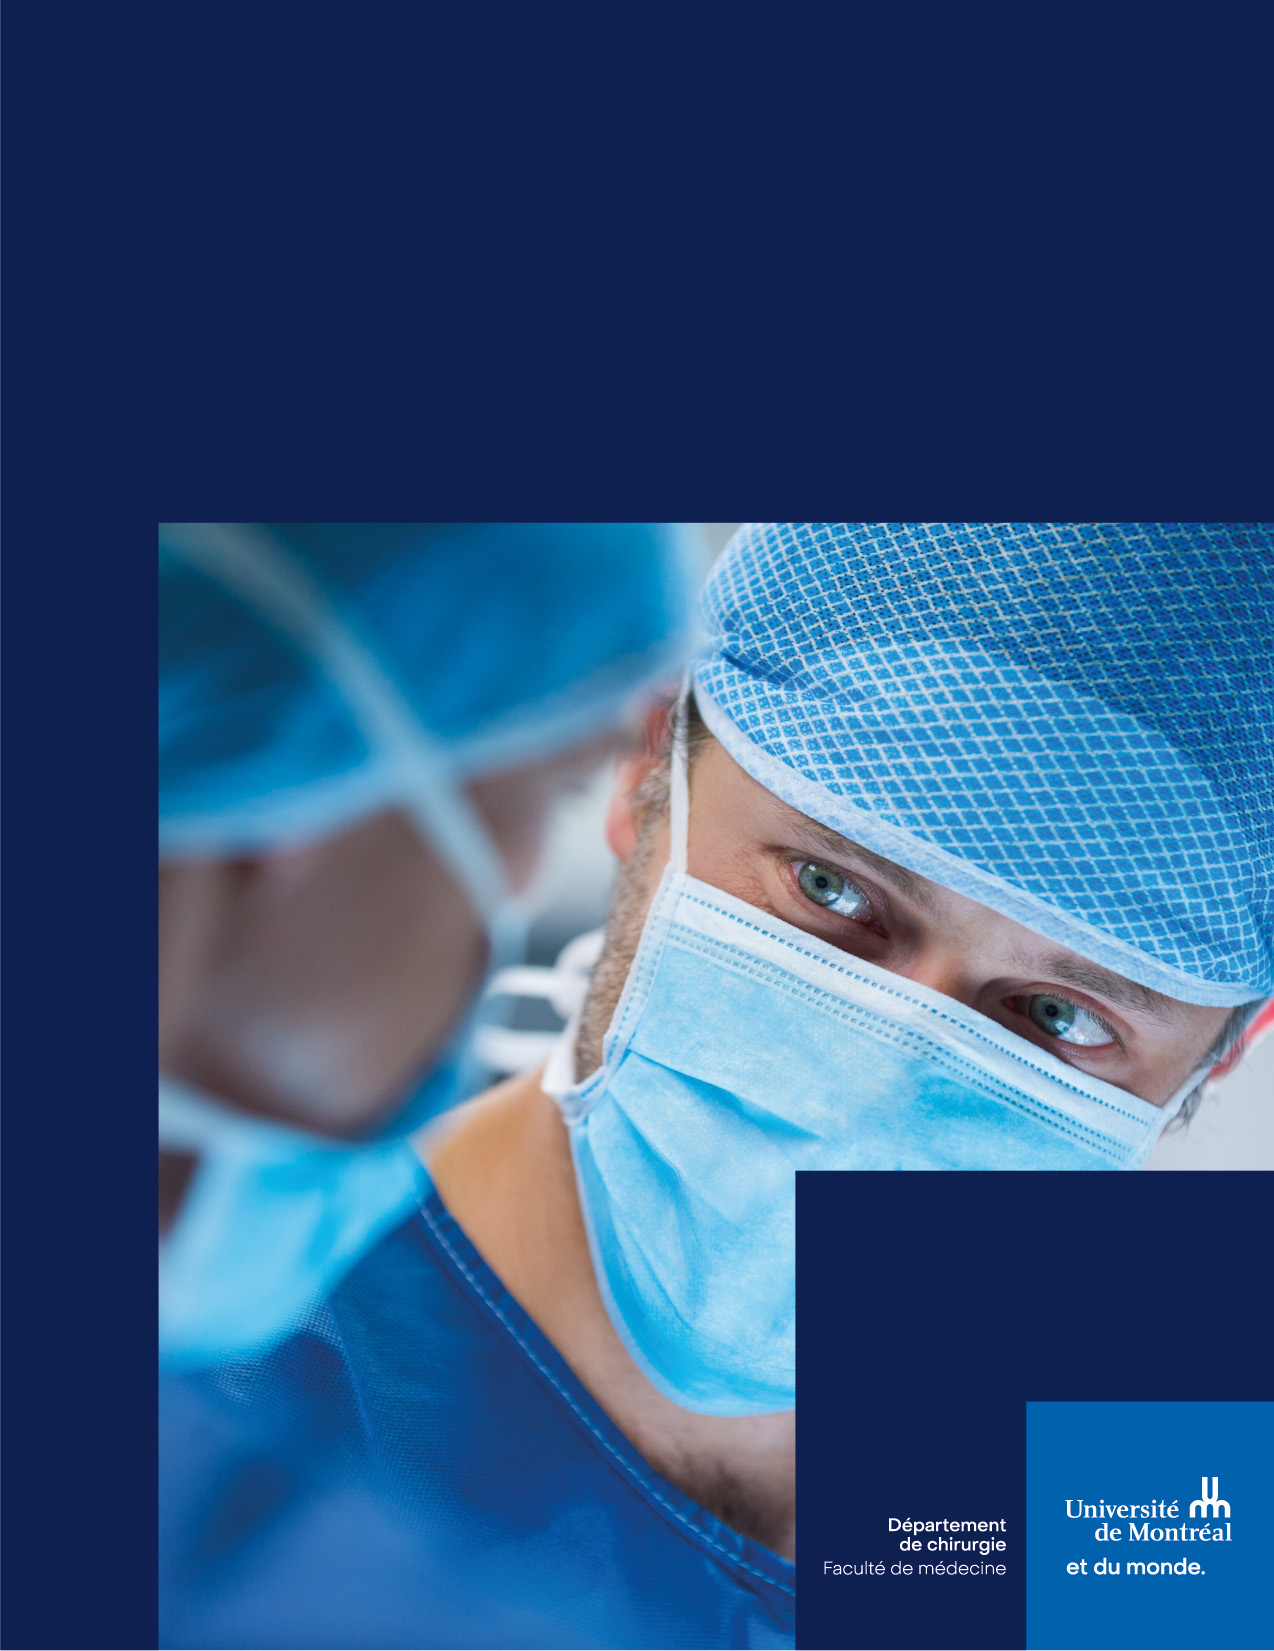 Département
de chirurgie
Faculté de médecine
Université
de Montréal
et du monde.